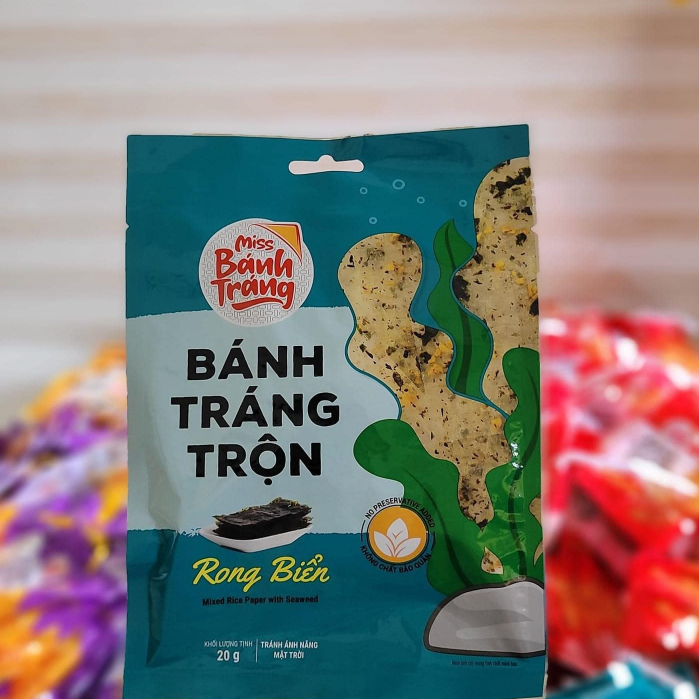 Miss
Bánh
Tráng
BÁNH
TRÁNG
TRỘN
NO PRESERVATIVE ADDED
KHÔNG CHẤT BẢO QUẢN
Rong Biển
Mixed Rice Paper with Seaweed
KHỐI LƯỢNG TỊNH
20 g
TRÁNH ÁNH NẮNG
MẶT TRỜI